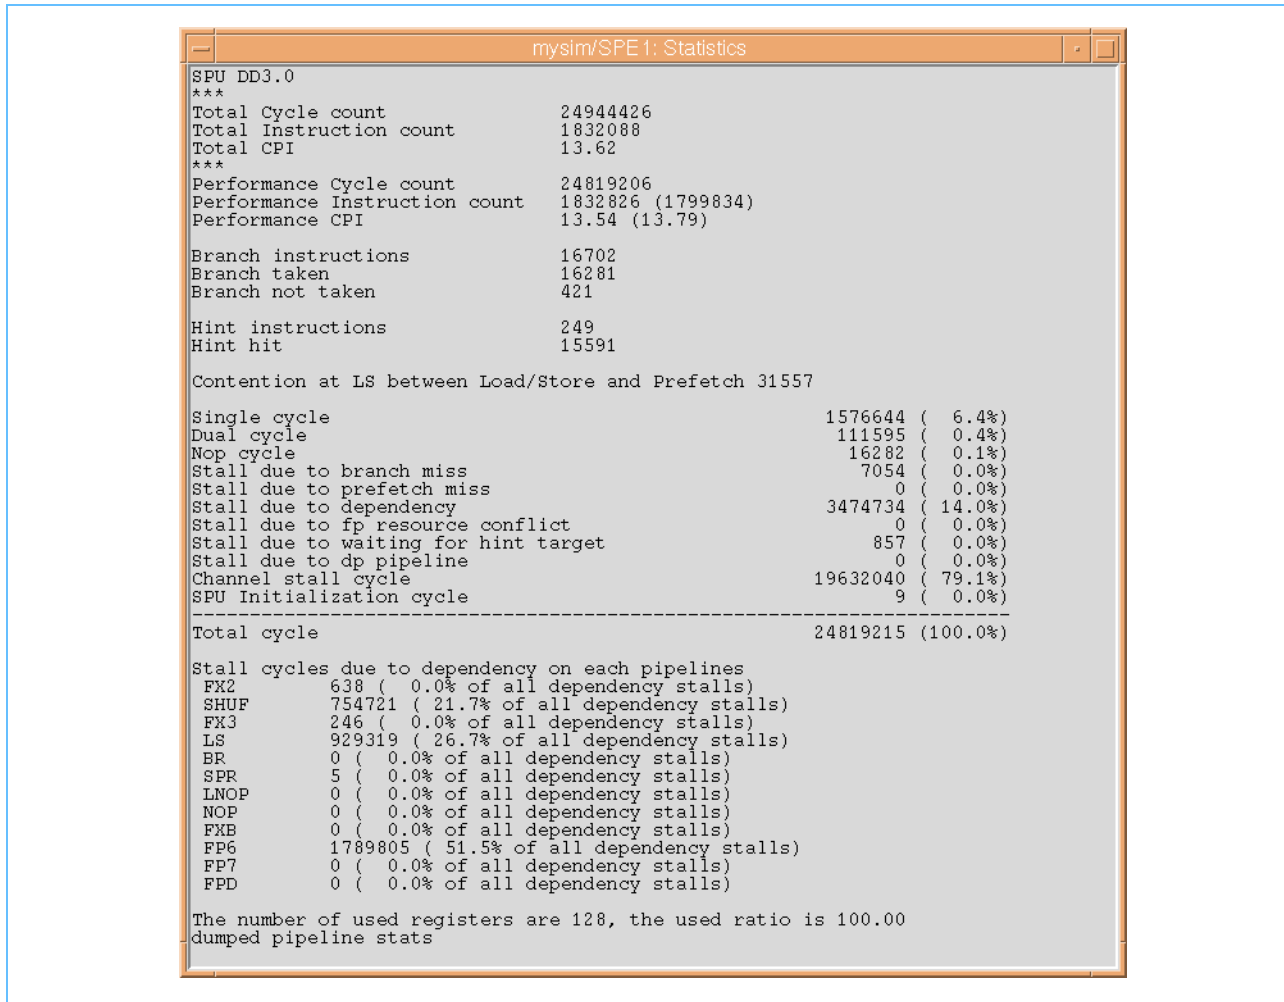 mysim/SPE1: Statistics
SPU DD3.0
***
Total Cycle count 24944426
Total Instruction count 1832088
Total CPI 13.62
***
Performance Cycle count 24819206
Performance Instruction count 1832826 (1799834)
Performance CPI 13.54 (13.79)
Branch instructions 16702
Branch taken 16281
Branch not taken 421
Hint instructions 249
Hint hit 15591
Contention at LS between Load/Store and Prefetch 31557
Single cycle 1576644 ( 6.4%)
Dual cycle 111595 ( 0.4%)
Nop cycle 16282 ( 0.1%)
Stall due to branch miss 7054 ( 0.0%)
Stall due to prefetch miss 0 ( 0.0%)
Stall due to dependency 3474734 ( 14.0%)
Stall due to fp resource conflict 0 ( 0.0%)
Stall due to waiting for hint target 857 ( 0.0%)
Stall due to dp pipeline 0 ( 0.0%)
Channel stall cycle 19632040 ( 79.1%)
SPU Initialization cycle 9 ( 0.0%)
-----------------------------------------------------------------------
Total cycle 24819215 (100.0%)
Stall cycles due to dependency on each pipelines
FX2 638 ( 0.0% of all dependency stalls)
SHUF 754721 ( 21.7% of all dependency stalls)
FX3 246 ( 0.0% of all dependency stalls)
LS 929319 ( 26.7% of all dependency stalls)
BR 0 ( 0.0% of all dependency stalls)
SPR 5 ( 0.0% of all dependency stalls)
LNOP 0 ( 0.0% of all dependency stalls)
NOP 0 ( 0.0% of all dependency stalls)
FXB 0 ( 0.0% of all dependency stalls)
FP6 1789805 ( 51.5% of all dependency stalls)
FP7 0 ( 0.0% of all dependency stalls)
FPD 0 ( 0.0% of all dependency stalls)
The number of used registers are 128, the used ratio is 100.00
dumped pipeline stats